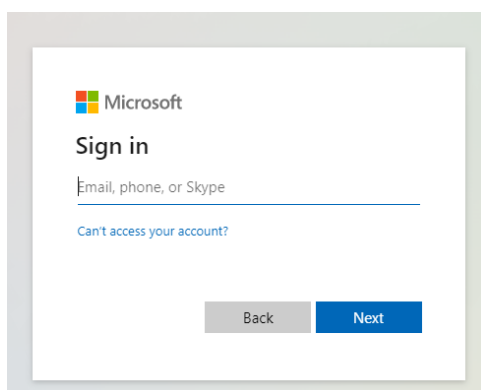 Microsoft
Sign in
Email, phone, or Skype
Can't access your account?
Back Next